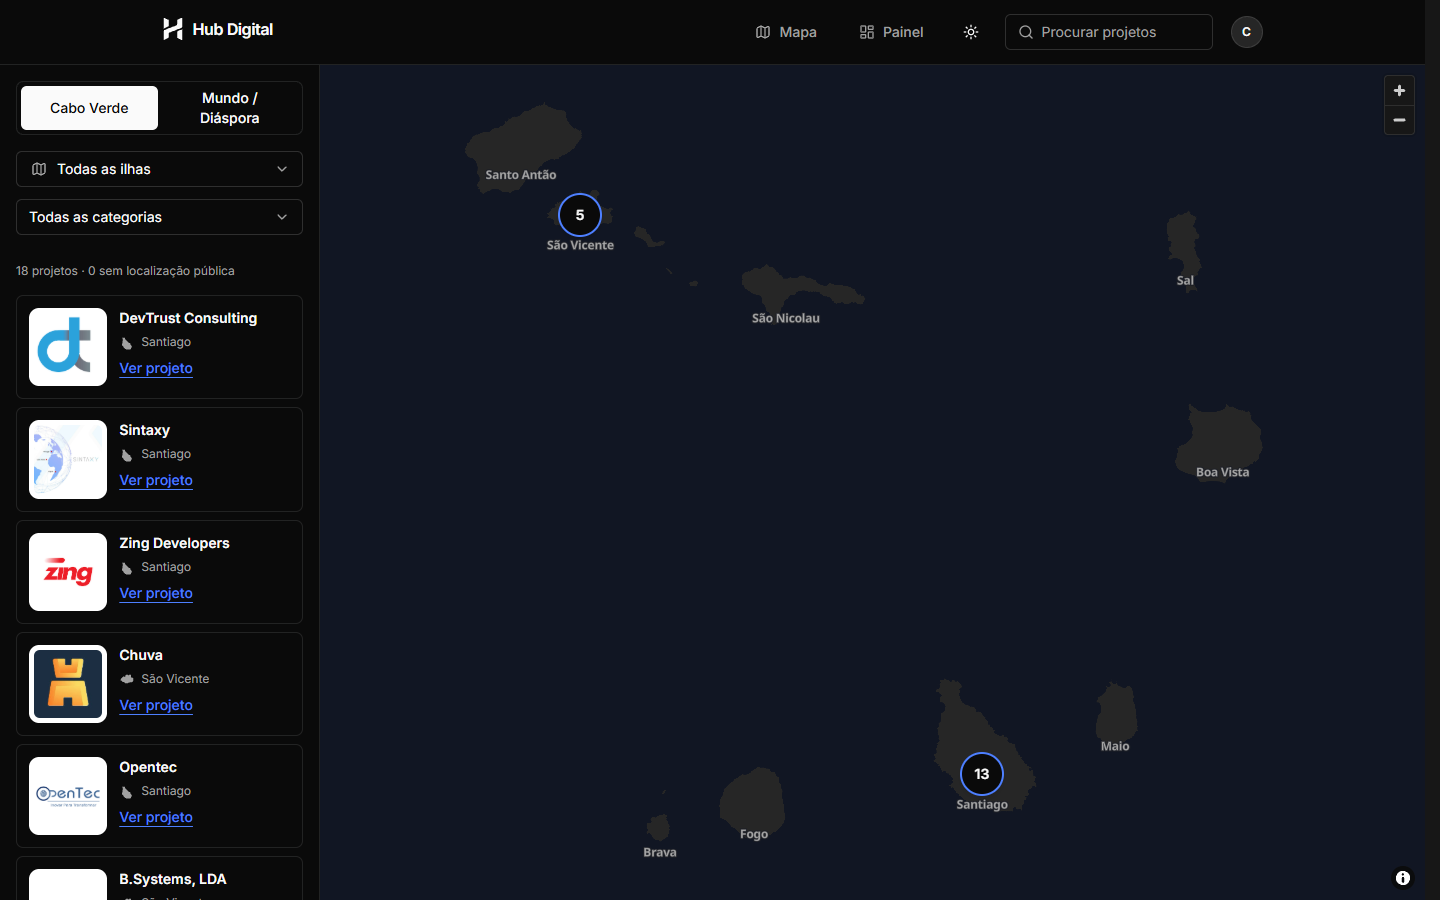 Hub Digital
Mapa
Painel
Procurar projetos
C
Cabo Verde
Mundo /
Diáspora
Todas as ilhas
Todas as categorias
18 projetos · 0 sem localização pública
DevTrust Consulting
Santiago
Ver projeto
Sintaxy
Santiago
Ver projeto
zing
Zing Developers
Santiago
Ver projeto
Chuva
São Vicente
Ver projeto
OpenTec
Opentec
Santiago
Ver projeto
B.Systems, LDA
Santo Antão
5
São Vicente
São Nicolau
Sal
Boa Vista
Maio
13
Santiago
Fogo
Brava